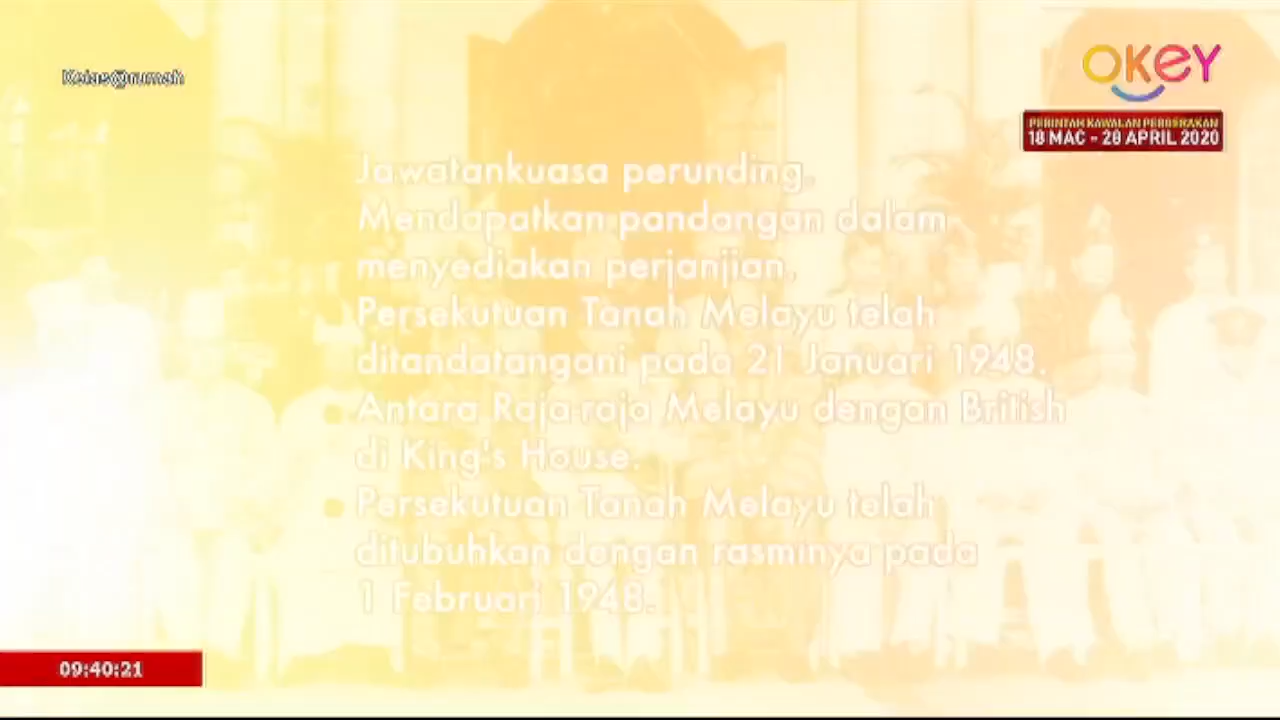 Kelas@rumah
OKeY
PERINTAH KAWALAN PERGERAKAN
18 MAC - 28 APRIL 2020
Jawatankuasa perunding.
Mendapatkan pandangan dalam
menyediakan perjanjian.
Persekutuan Tanah Melayu telah
ditandatangani pada 21 Januari 1948.
Antara Raja-raja Melayu dengan British
di King's House.
Persekutuan Tanah Melayu telah
ditubuhkan dengan rasminya pada
1 Februari 1948.
09:40:21